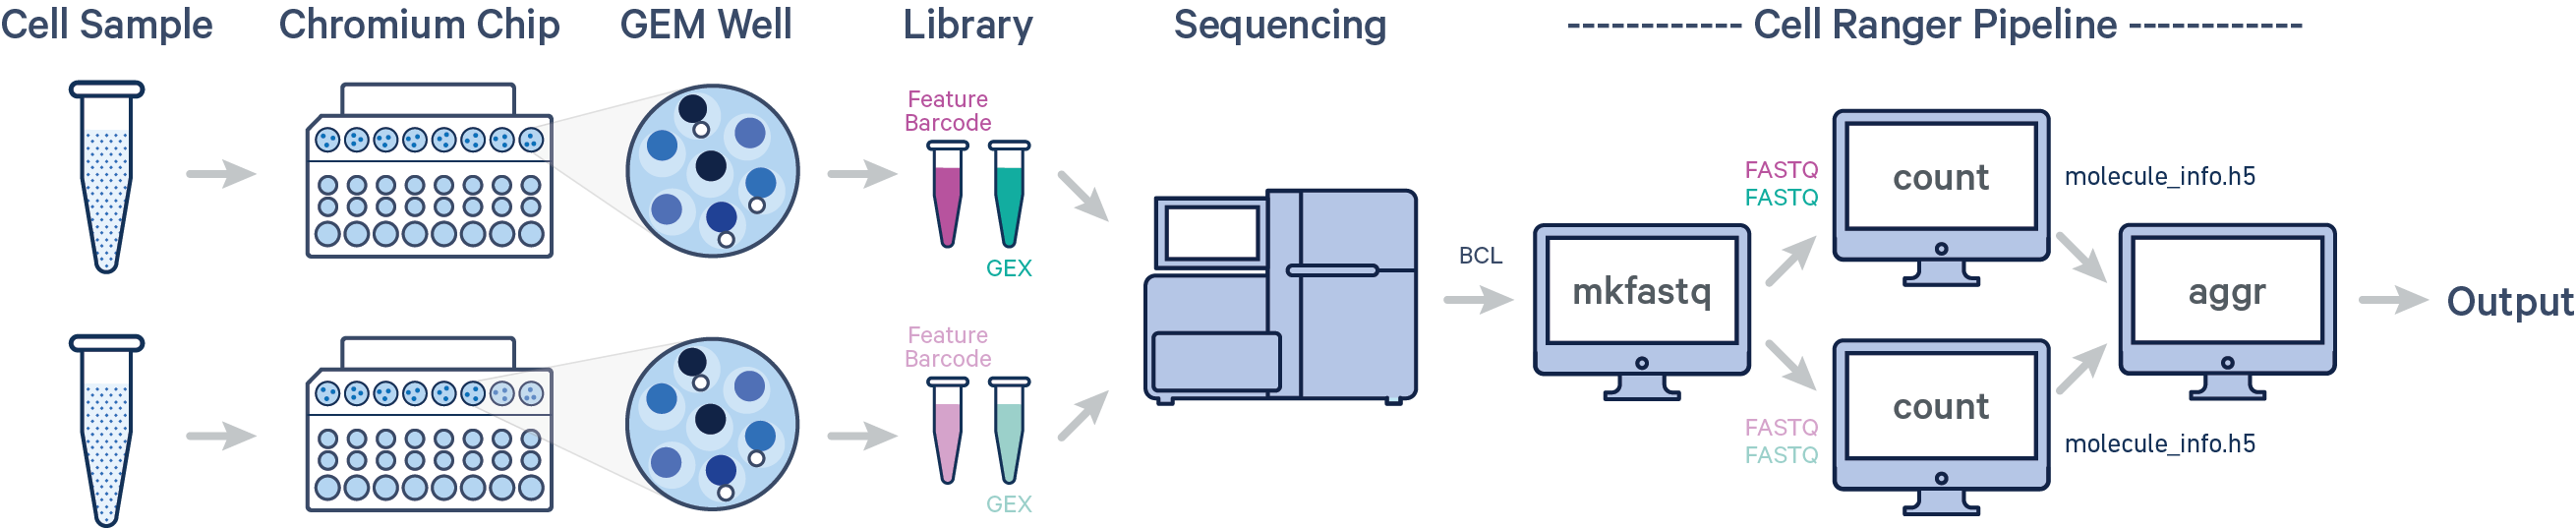 Cell Sample
Chromium Chip
GEM Well
Library
Sequencing
------------ Cell Ranger Pipeline ------------
Feature
Barcode
GEX
Feature
Barcode
GEX
BCL
mkfastq
FASTQ
FASTQ
count
molecule_info.h5
FASTQ
FASTQ
count
molecule_info.h5
aggr
Output